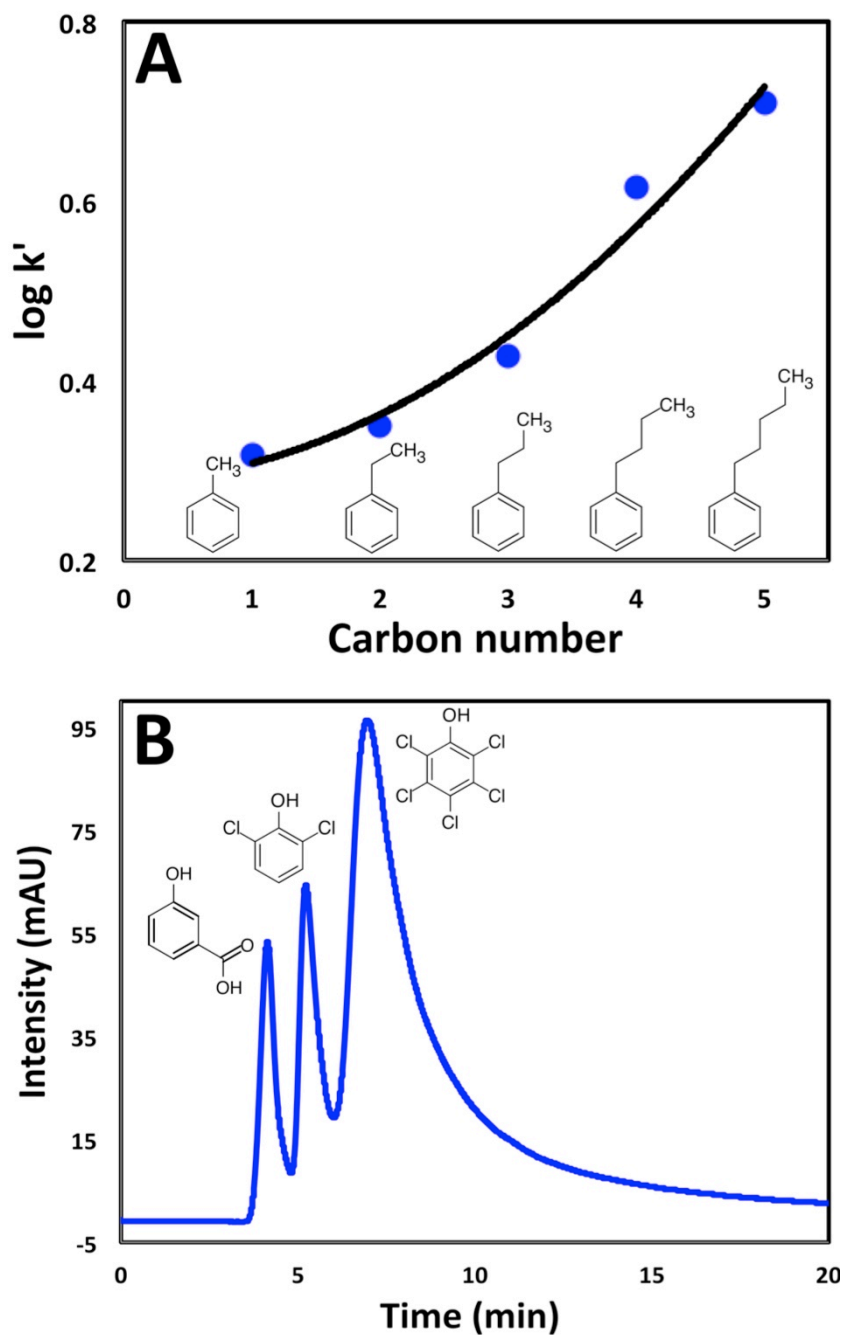 A
0.8
0.6
0.4
0.2
log k'
CH3
CH3
CH3
CH3
CH3
0 1 2 3 4 5
Carbon number
B
95
75
55
35
15
-5
Intensity (mAU)
OH
O
OH
OH
Cl Cl
OH
Cl Cl
Cl Cl
Cl
0 5 10 15 20
Time (min)